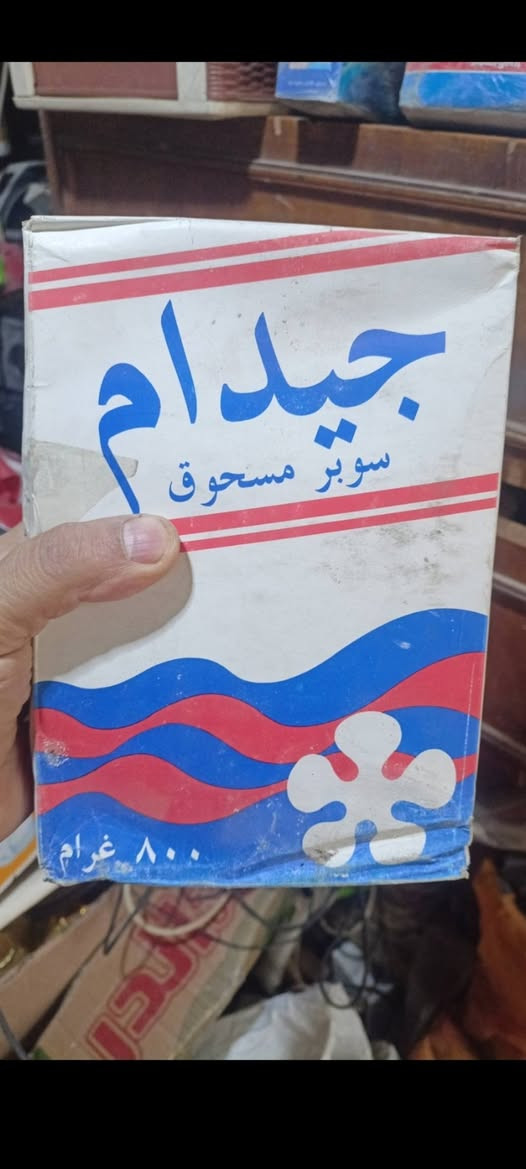 جيدام
سوبر مسحوق
٨٠٠ غرام